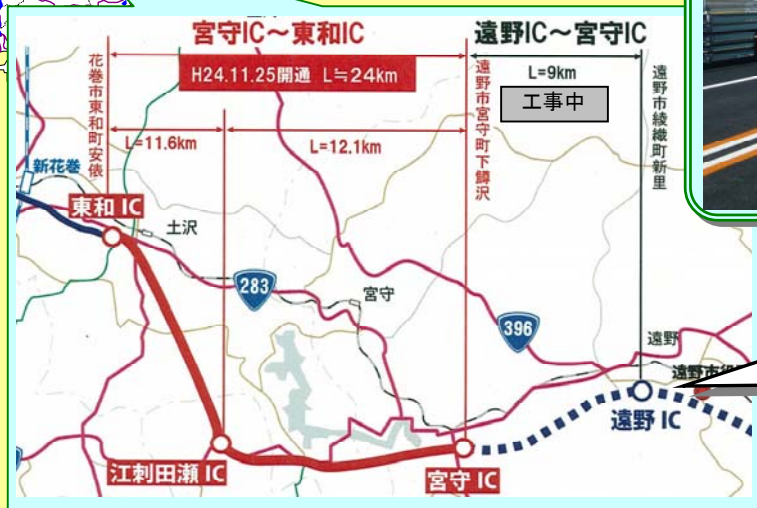 宮守IC～東和IC
遠野IC～宮守IC
H24.11.25開通 L≒24km
L=9km
工事中
花巻市東和町安俵
L=11.6km
L=12.1km
遠野市宮守町下鱒沢
遠野市綾織町新里
新花巻
東和 IC
土沢
283
宮守
396
遠野
遠野市役
遠野 IC
江刺田瀬 IC
宮守 IC